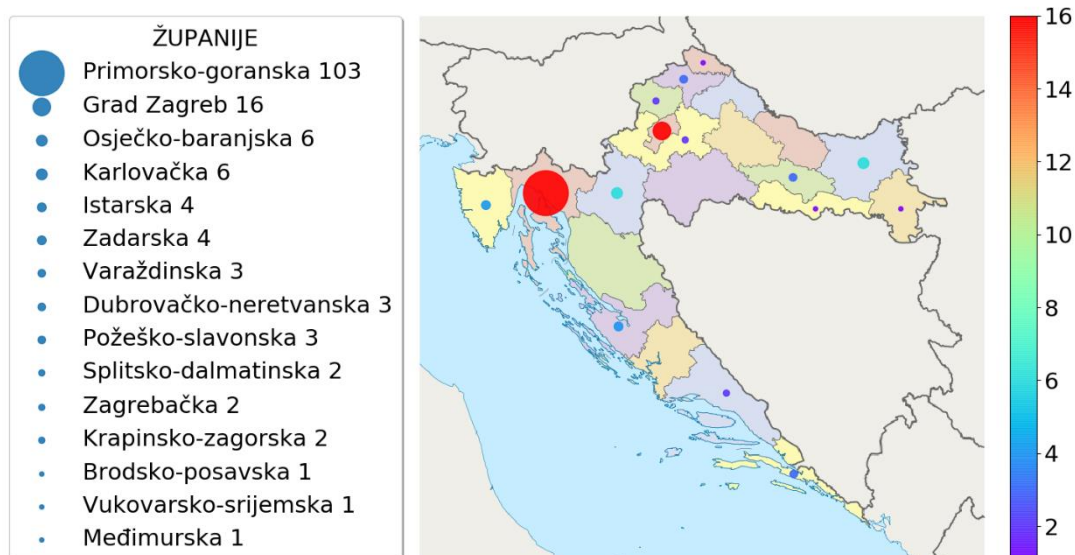 ŽUPANIJE
Primorsko-goranska 103
Grad Zagreb 16
Osječko-baranjska 6
Karlovačka 6
Istarska 4
Zadarska 4
Varaždinska 3
Dubrovačko-neretvanska 3
Požeško-slavonska 3
Splitsko-dalmatinska 2
Zagrebačka 2
Krapinsko-zagorska 2
Brodsko-posavska 1
Vukovarsko-srijemska 1
Međimurska 1
16
14
12
10
8
6
4
2